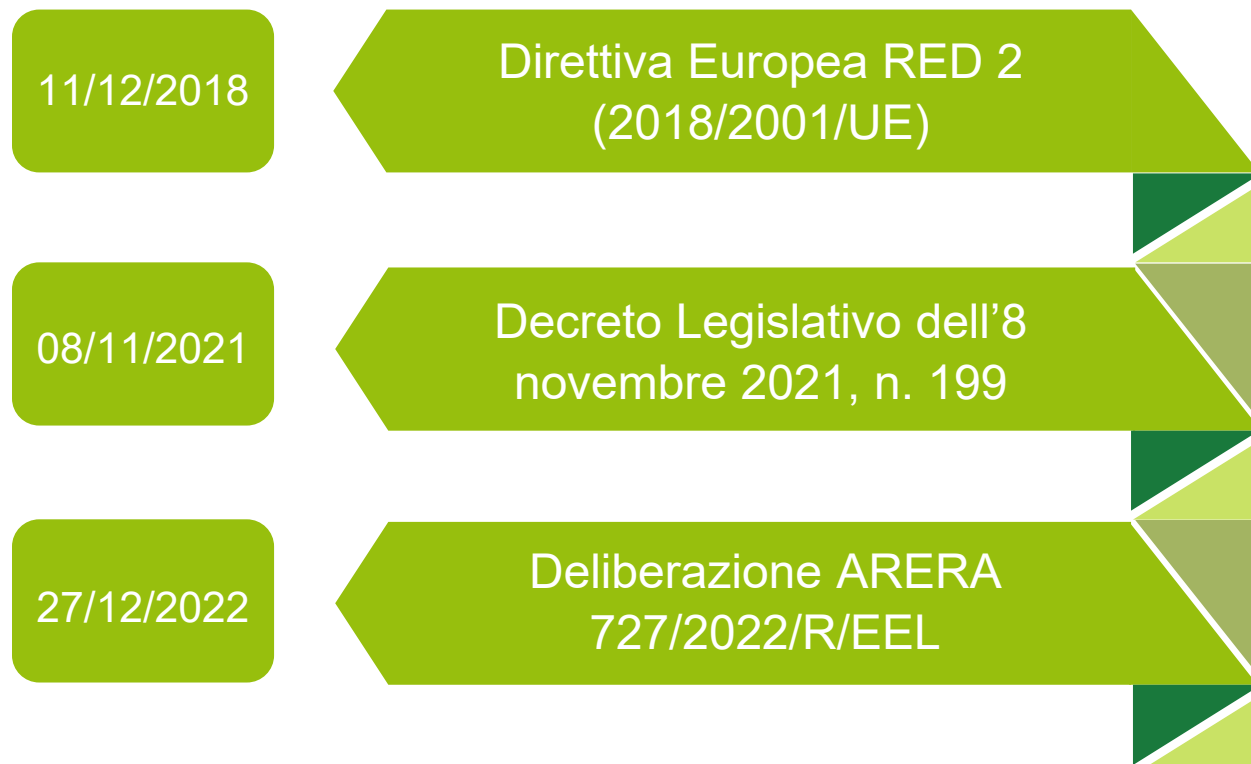 11/12/2018
Direttiva Europea RED 2
(2018/2001/UE)
08/11/2021
Decreto Legislativo dell’8
novembre 2021, n. 199
27/12/2022
Deliberazione ARERA
727/2022/R/EEL